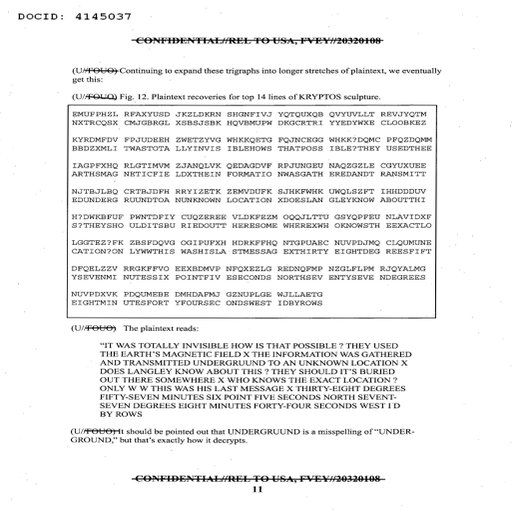 DOCID: 4145037
CONFIDENTIAL//REL TO USA, FVEY//20320108
(U//FOUO) Continuing to expand these trigraphs into longer stretches of plaintext, we eventually
get this:
(U//FOUO) Fig. 12. Plaintext recoveries for top 14 lines of KRYPTOS sculpture.
EMUFPHZL RFAXYUSD JKZLDKRN SHGNFIVJ YQTQUXQB QVYUVLLT REVJYQTM
NXTRCQSX CMJGBRGL XSBSJSBK HQVBMUPW DKGCRTRI YYEDYWXE CLOOBKEZ
KYRDMFDV FPJUDEEH ZWETZYVG WHKKQETG FQJNCEGG WHKK?DQMC PFQZDQMM
BBDZXMLI TWASTOTA LLYINVIS IBLEHOWS THATPOSS IBLE?THEY USEDTHEE
IAGPFXHQ RLGTIMVM ZJANQLVK QEDAGDVF RPJUNGEU NAQZGZLE CGYUXUEE
ARTHSMAG NETICFIE LDXTHEIN FORMATIO NWASGATH EREDANDT RANSMITT
NJTBJLBQ CRTBJDFH RRYIZETK ZEMVDUFK SJHKFWHK UWQLSZFT IHHDDDUV
EDUNDERG RUUNDTOA NUNKNOWN LOCATION XDOESLAN GLEYKNOW ABOUTTHI
H?DWKBFUF PWNTDFIY CUQZEREE VLDKFEZM OQQJLTTU GSYQPFEU NLAVIDXF
S?THEYSHO ULDITSBU RIEDOUTT HERESOME WHEREXWH OKNOWSTH EEXACTLO
LGGTEZ?FK ZBSFDQVG OGIPUFXH HDRKFFHQ NTGPUAEC NUVPDJMQ CLQUMUNE
CATION?ON LYWWTHIS WASHISLA STMESSAG EXTHIRTY EIGHTDEG REESFIFT
DFQELZZV RRGKFFVO EEXBDMVP NFQXEZLG REDNQFMP NZGLFLPM RJQYALMG
YSEVENMI NUTESSIX POINTFIV ESECONDS NORTHSEV ENTYSEVE NDEGREES
NUVPDXVK PDQUMEBE DMHDAFMJ GZNUPLGE WJLLAETG
EIGHTMIN UTESFORT YFOURSEC ONDSWEST IDBYROWS
(U//FOUO) The plaintext reads:
"IT WAS TOTALLY INVISIBLE HOW IS THAT POSSIBLE ? THEY USED
THE EARTH'S MAGNETIC FIELD X THE INFORMATION WAS GATHERED
AND TRANSMITTED UNDERGRUUND TO AN UNKNOWN LOCATION X
DOES LANGLEY KNOW ABOUT THIS ? THEY SHOULD IT'S BURIED
OUT THERE SOMEWHERE X WHO KNOWS THE EXACT LOCATION ?
ONLY W W THIS WAS HIS LAST MESSAGE X THIRTY-EIGHT DEGREES
FIFTY-SEVEN MINUTES SIX POINT FIVE SECONDS NORTH SEVENT-
SEVEN DEGREES EIGHT MINUTES FORTY-FOUR SECONDS WEST I D
BY ROWS
(U//FOUO) It should be pointed out that UNDERGRUUND is a misspelling of "UNDER-
GROUND," but that's exactly how it decrypts.
CONFIDENTIAL//REL TO USA, FVEY//20320108
11